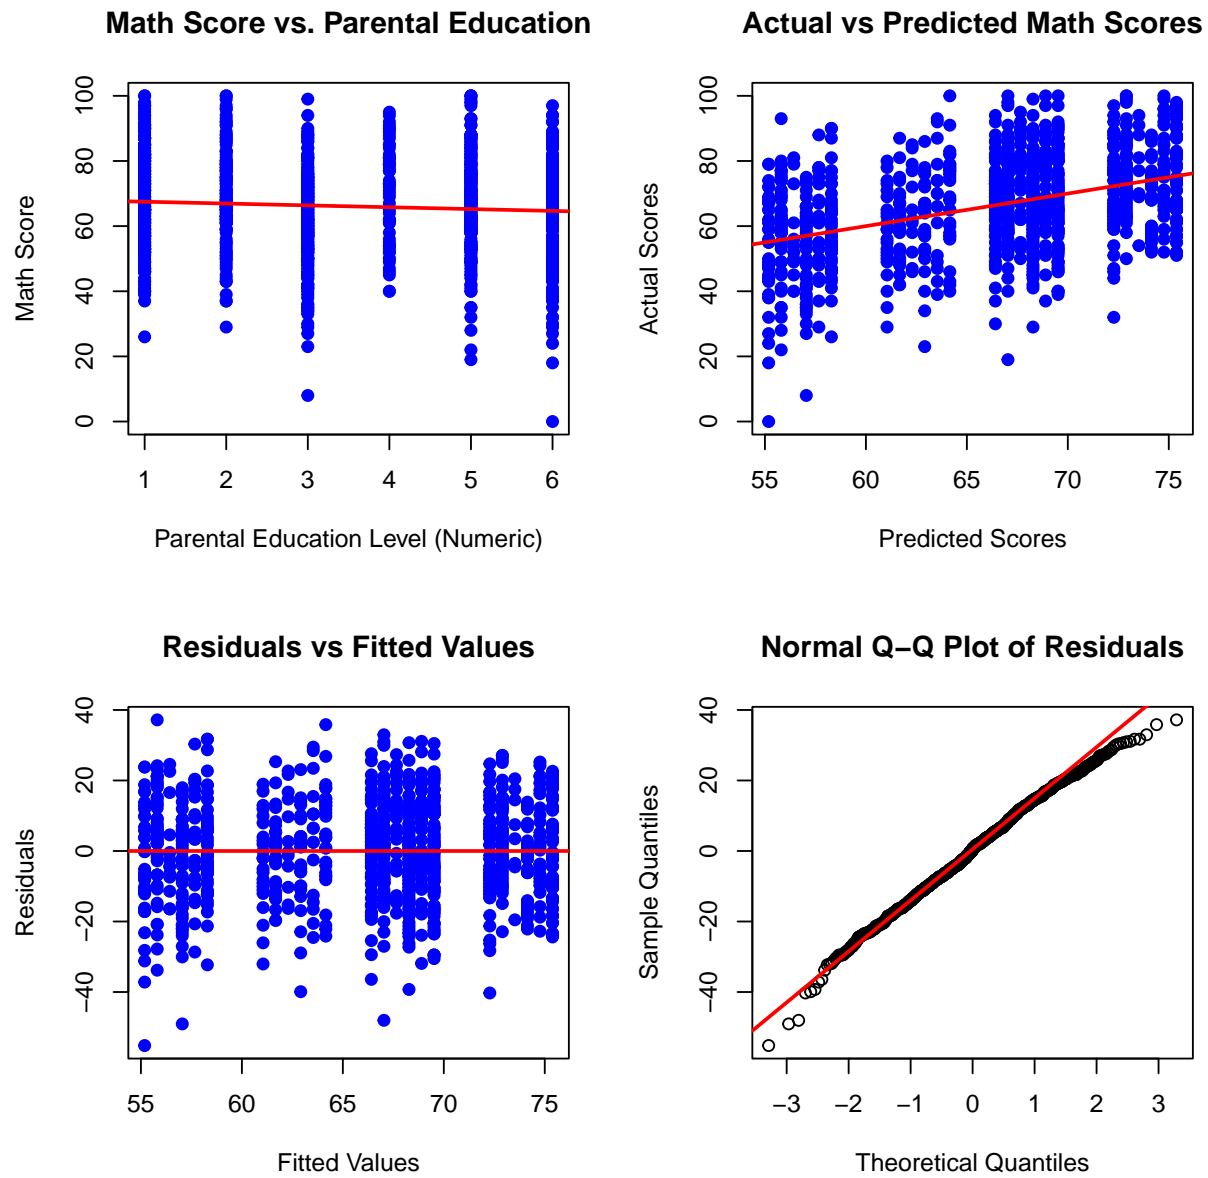 Math Score vs. Parental Education
100
80
60
40
20
0
Math Score
1 2 3 4 5 6
Parental Education Level (Numeric)
Actual vs Predicted Math Scores
100
80
60
40
20
0
Actual Scores
55 60 65 70 75
Predicted Scores
Residuals vs Fitted Values
40
20
0
−20
−40
Residuals
55 60 65 70 75
Fitted Values
Normal Q−Q Plot of Residuals
40
20
0
−20
−40
Sample Quantiles
−3 −2 −1 0 1 2 3
Theoretical Quantiles